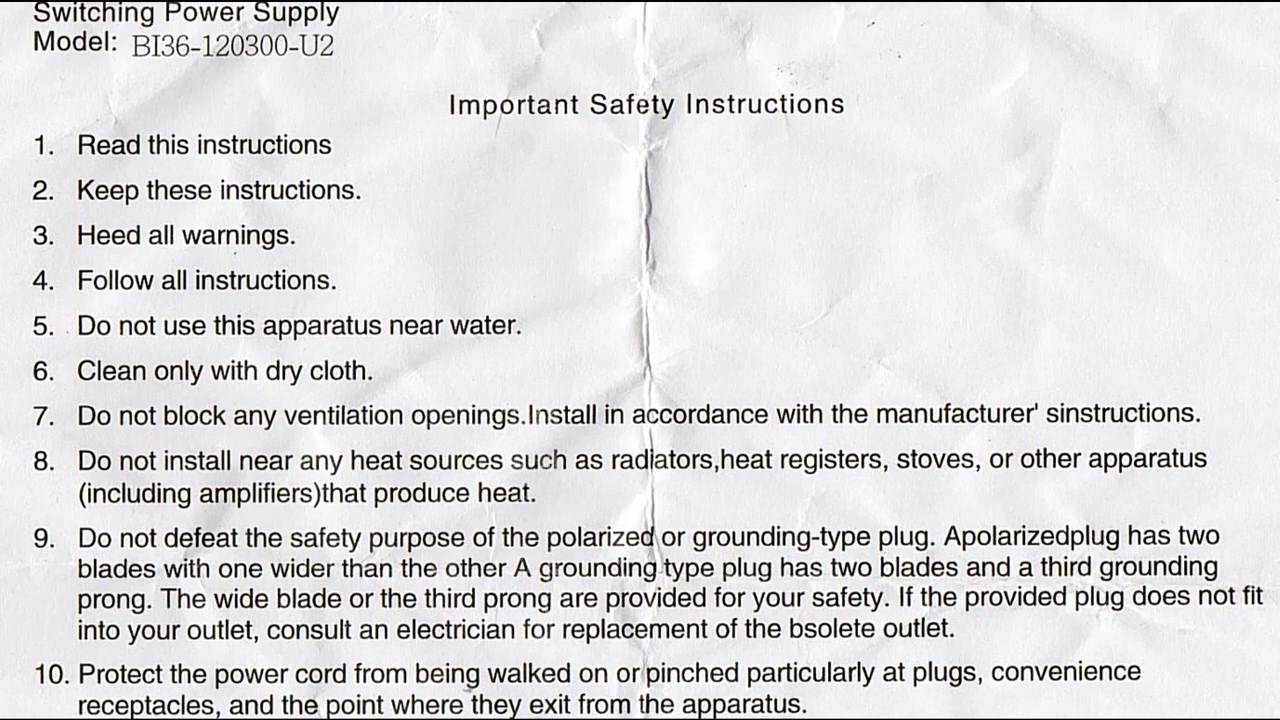 Switching Power Supply
Model: BI36-120300-U2
Important Safety Instructions
1. Read this instructions
2. Keep these instructions.
3. Heed all warnings.
4. Follow all instructions.
5. Do not use this apparatus near water.
6. Clean only with dry cloth.
7. Do not block any ventilation openings.Install in accordance with the manufacturer' sinstructions.
8. Do not install near any heat sources such as radiators,heat registers, stoves, or other apparatus
(including amplifiers)that produce heat.
9. Do not defeat the safety purpose of the polarized or grounding-type plug. Apolarizedplug has two
blades with one wider than the other A grounding type plug has two blades and a third grounding
prong. The wide blade or the third prong are provided for your safety. If the provided plug does not fit
into your outlet, consult an electrician for replacement of the bsolete outlet.
10. Protect the power cord from being walked on or pinched particularly at plugs, convenience
receptacles, and the point where they exit from the apparatus.